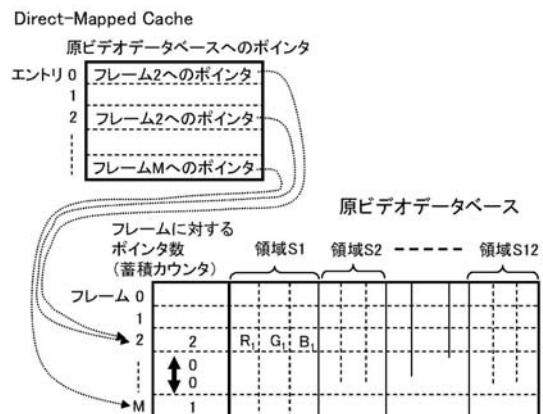 Direct-Mapped Cache
原ビデオデータベースへのポインタ
エントリ 0 フレーム2へのポインタ
1
2 フレーム2へのポインタ
フレームMへのポインタ
原ビデオデータベース
フレームに対する
ポインタ数
(蓄積カウンタ)
領域S1 領域S2 領域S12
フレーム 0
1
2 2 R1 G1 B1
0
0
M 1